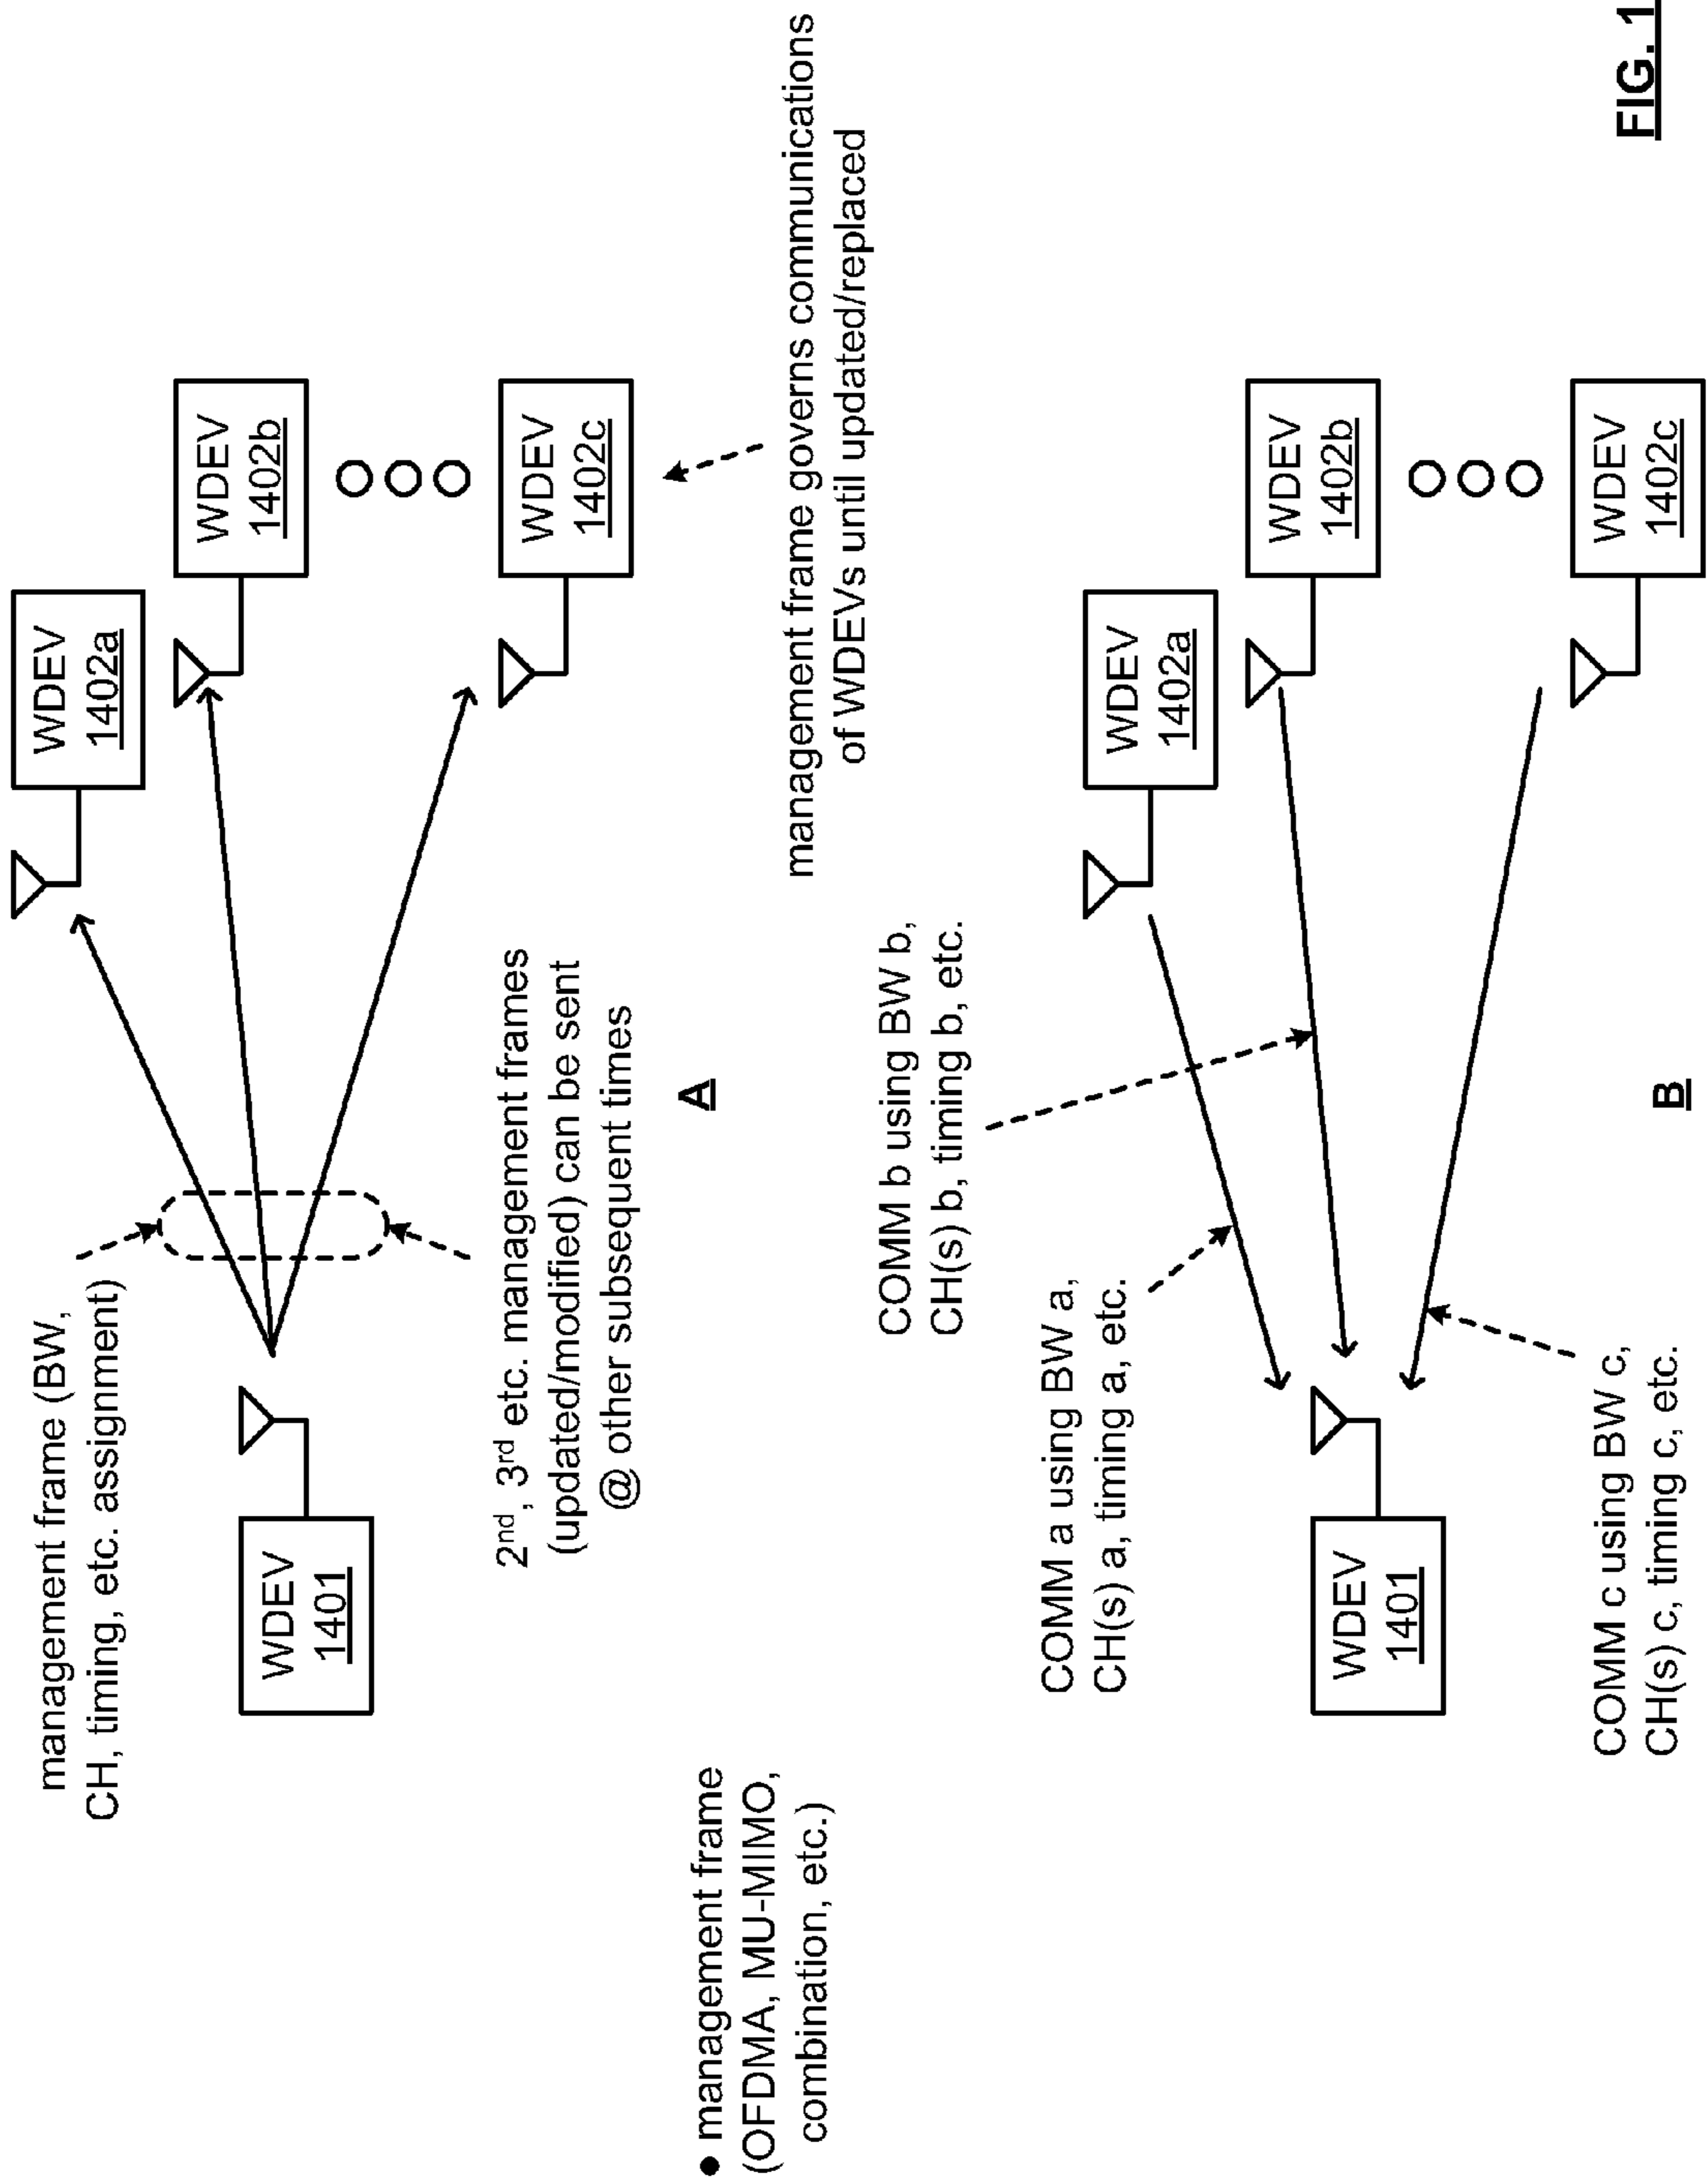 management frame (BW,
CH, timing, etc. assignment)
WDEV
1401
WDEV
1402a
WDEV
1402b
WDEV
1402c
2nd, 3rd etc. management frames
(updated/modified) can be sent
@ other subsequent times
A
management frame governs communications
of WDEVs until updated/replaced
● management frame
(OFDMA, MU-MIMO,
combination, etc.)
COMM b using BW b,
CH(s) b, timing b, etc.
COMM a using BW a,
CH(s) a, timing a, etc.
WDEV
1401
WDEV
1402a
WDEV
1402b
WDEV
1402c
COMM c using BW c,
CH(s) c, timing c, etc.
B
FIG. 1